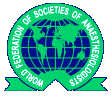 WORLD FEDERATION OF SOCIETIES OF ANAESTHESIOLOGISTS